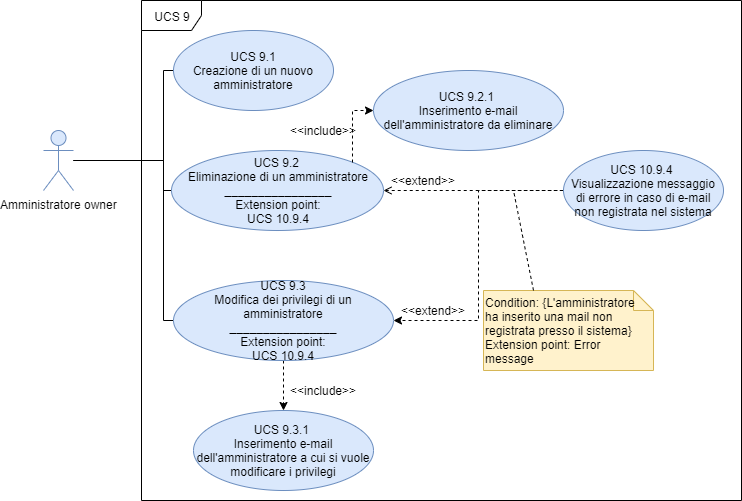 UCS 9
UCS 9.1
Creazione di un nuovo
amministratore
UCS 9.2.1
Inserimento e-mail
dell'amministratore da eliminare
<<include>>
UCS 9.2
Eliminazione di un amministratore
________________
Extension point:
UCS 10.9.4
<<extend>>
UCS 10.9.4
Visualizzazione messaggio
di errore in caso di e-mail
non registrata nel sistema
Amministratore owner
UCS 9.3
Modifica dei privilegi di un
amministratore
________________
Extension point:
UCS 10.9.4
<<extend>>
Condition: {L'amministratore
ha inserito una mail non
registrata presso il sistema}
Extension point: Error
message
<<include>>
UCS 9.3.1
Inserimento e-mail
dell'amministratore a cui si vuole
modificare i privilegi